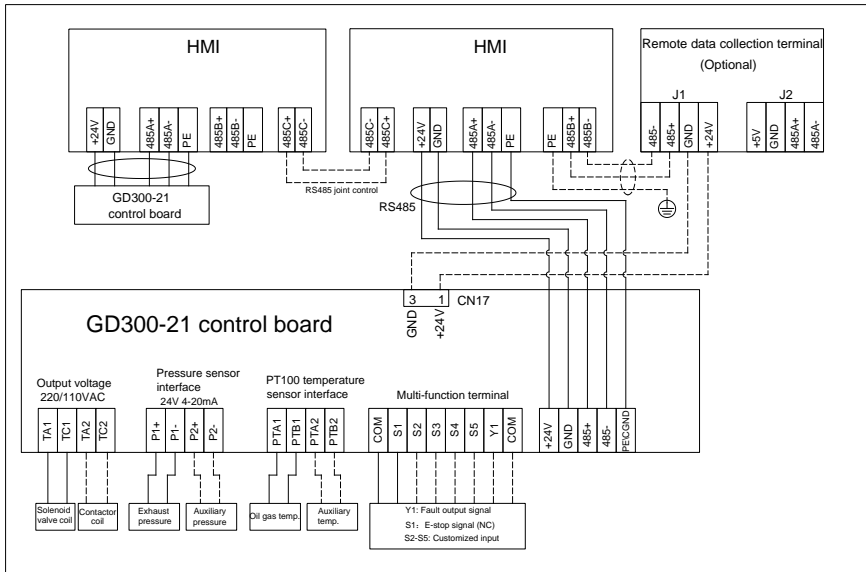 HMI
+24V
GND
485A+
485A-
PE
485B+
485B-
PE
485C+
485C-
GD300-21
control board
RS485 joint control
HMI
485C-
485C+
+24V
GND
485A+
485A-
PE
PE
485B+
485B-
RS485
Remote data collection terminal
(Optional)
J1
J2
485-
485+
GND
+24V
+5V
GND
485A+
485A-
3
1
CN17
GND
+24V
GD300-21 control board
Output voltage
220/110VAC
TA1
TC1
TA2
TC2
Solenoid
valve coil
Contactor
coil
Pressure sensor
interface
24V 4-20mA
P1+
P1-
P2+
P2-
Exhaust
pressure
Auxiliary
pressure
PT100 temperature
sensor interface
PTA1
PTB1
PTA2
PTB2
Oil gas temp.
Auxiliary
temp.
Multi-function terminal
COM
S1
S2
S3
S4
S5
Y1
COM
Y1: Fault output signal
S1: E-stop signal (NC)
S2-S5: Customized input
+24V
GND
485+
485-
PE\CGND